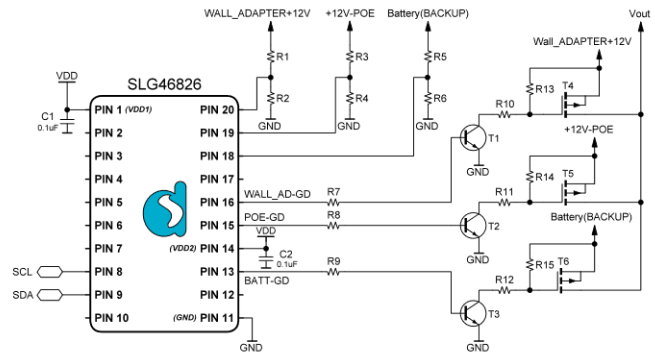 WALL_ADAPTER+12V +12V-POE Battery(BACKUP) Vout
Wall_ADAPTER+12V
R1 R3 R5
VDD SLG46826
R13 T4
C1 0.1uF
R2 R4 R6
R10
PIN 1 (VDD1) PIN 20
GND GND GND
T1
+12V-POE
GND
PIN 2 PIN 19
PIN 3 PIN 18
PIN 4 PIN 17
GND
R14 T5
PIN 5 PIN 16 WALL_AD-GD R7
R11
PIN 6 PIN 15 POE-GD R8
T2
VDD
Battery(BACKUP)
PIN 7 (VDD2) PIN 14
C2 0.1uF
GND
GND
R15 T6
SCL PIN 8 PIN 13 R9
BATT-GD
R12
SDA PIN 9 PIN 12
T3
PIN 10 (GND) PIN 11
GND GND